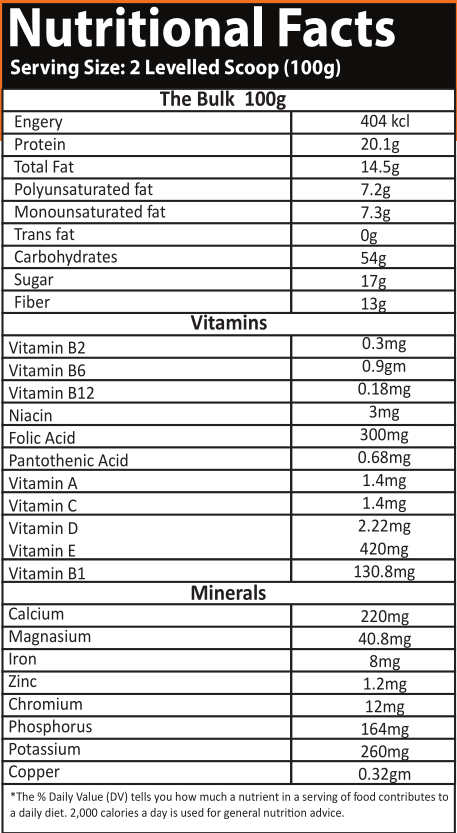 Nutritional Facts
Serving Size: 2 Levelled Scoop (100g)
The Bulk 100g
Engery 404 kcl
Protein 20.1g
Total Fat 14.5g
Polyunsaturated fat 7.2g
Monounsaturated fat 7.3g
Trans fat 0g
Carbohydrates 54g
Sugar 17g
Fiber 13g
Vitamins
Vitamin B2 0.3mg
Vitamin B6 0.9gm
Vitamin B12 0.18mg
Niacin 3mg
Folic Acid 300mg
Pantothenic Acid 0.68mg
Vitamin A 1.4mg
Vitamin C 1.4mg
Vitamin D 2.22mg
Vitamin E 420mg
Vitamin B1 130.8mg
Minerals
Calcium 220mg
Magnasium 40.8mg
Iron 8mg
Zinc 1.2mg
Chromium 12mg
Phosphorus 164mg
Potassium 260mg
Copper 0.32gm
*The % Daily Value (DV) tells you how much a nutrient in a serving of food contributes to
a daily diet. 2,000 calories a day is used for general nutrition advice.